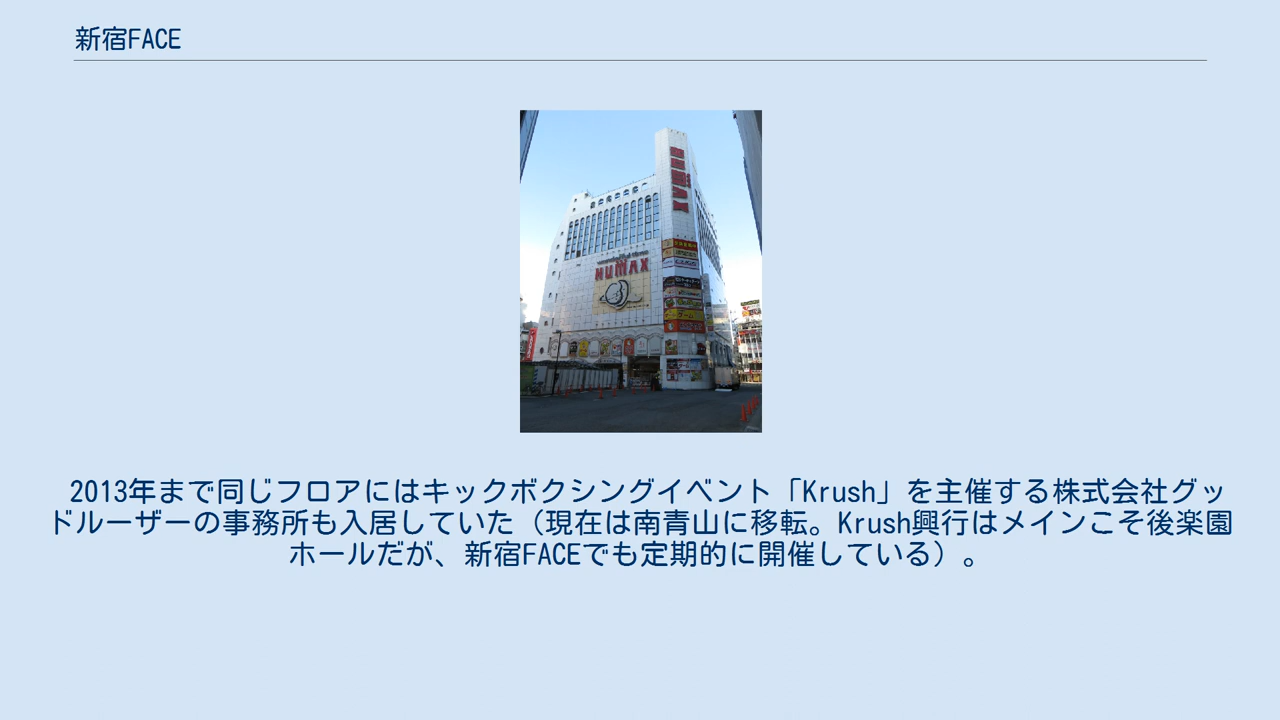 新宿FACE
HUMAX
HUMAX
2013年まで同じフロアにはキックボクシングイベント「Krush」を主催する株式会社グッ
ドルーザーの事務所も入居していた（現在は南青山に移転。Krush興行はメインこそ後楽園
ホールだが、新宿FACEでも定期的に開催している）。